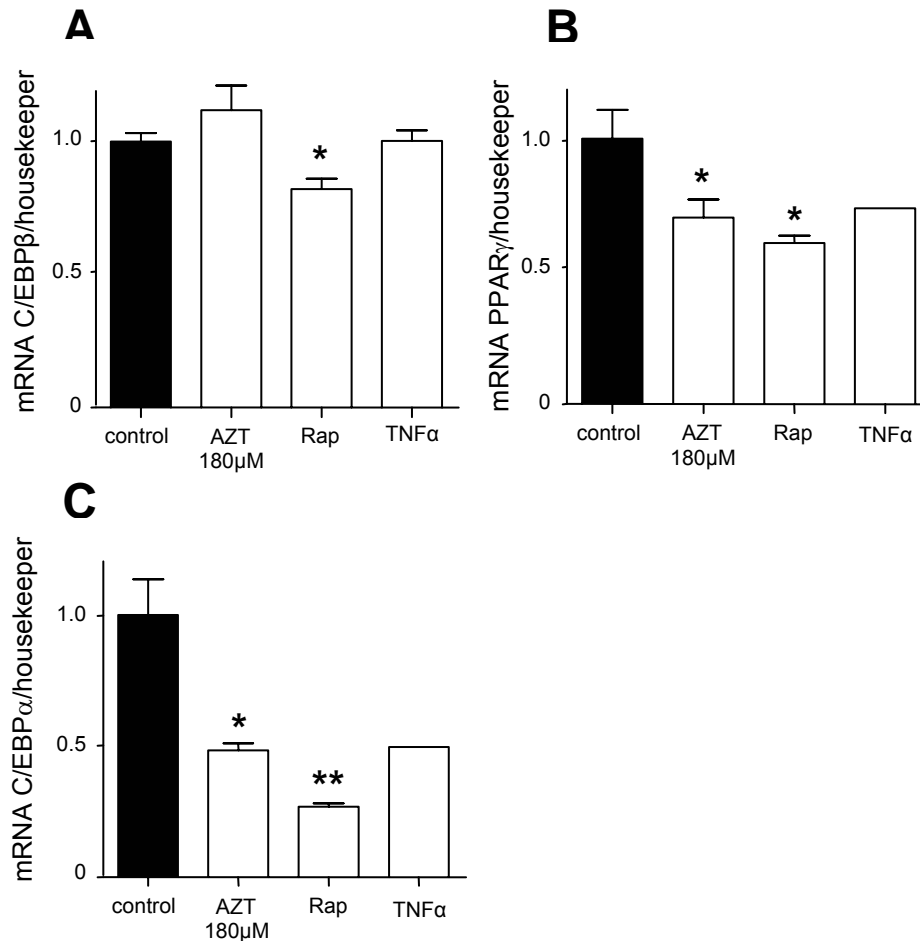 A
mRNA C/EBPβ/housekeeper
1.0
0.5
0
*
control
AZT
180µM
Rap
TNFα
B
mRNA PPARγ/housekeeper
1.0
0.5
0
*
*
control
AZT
180µM
Rap
TNFα
C
mRNA C/EBPα/housekeeper
1.0
0.5
0
*
**
control
AZT
180µM
Rap
TNFα